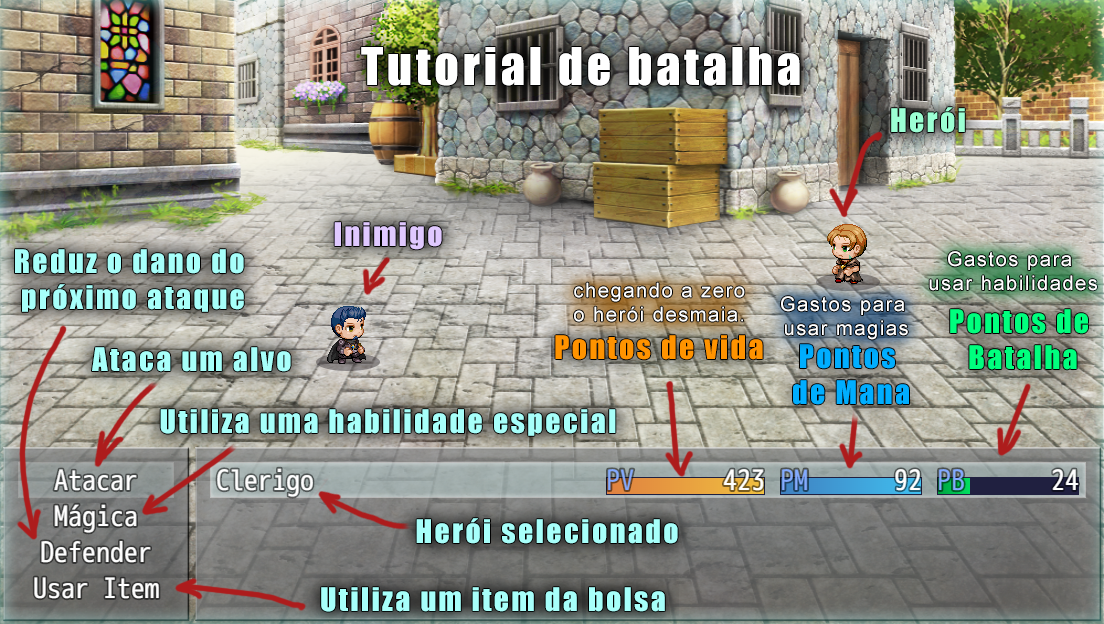 Tutorial de batalha
Herói
Inimigo
Reduz o dano do
próximo ataque
Gastos para
usar habilidades
Pontos de
Batalha
chegando a zero
o herói desmaia.
Pontos de vida
Gastos para
usar magias
Pontos
de Mana
Ataca um alvo
Utiliza uma habilidade especial
Atacar
Mágica
Defender
Usar Item
Clerigo
PV 423
PM 92
PB 24
Herói selecionado
Utiliza um item da bolsa